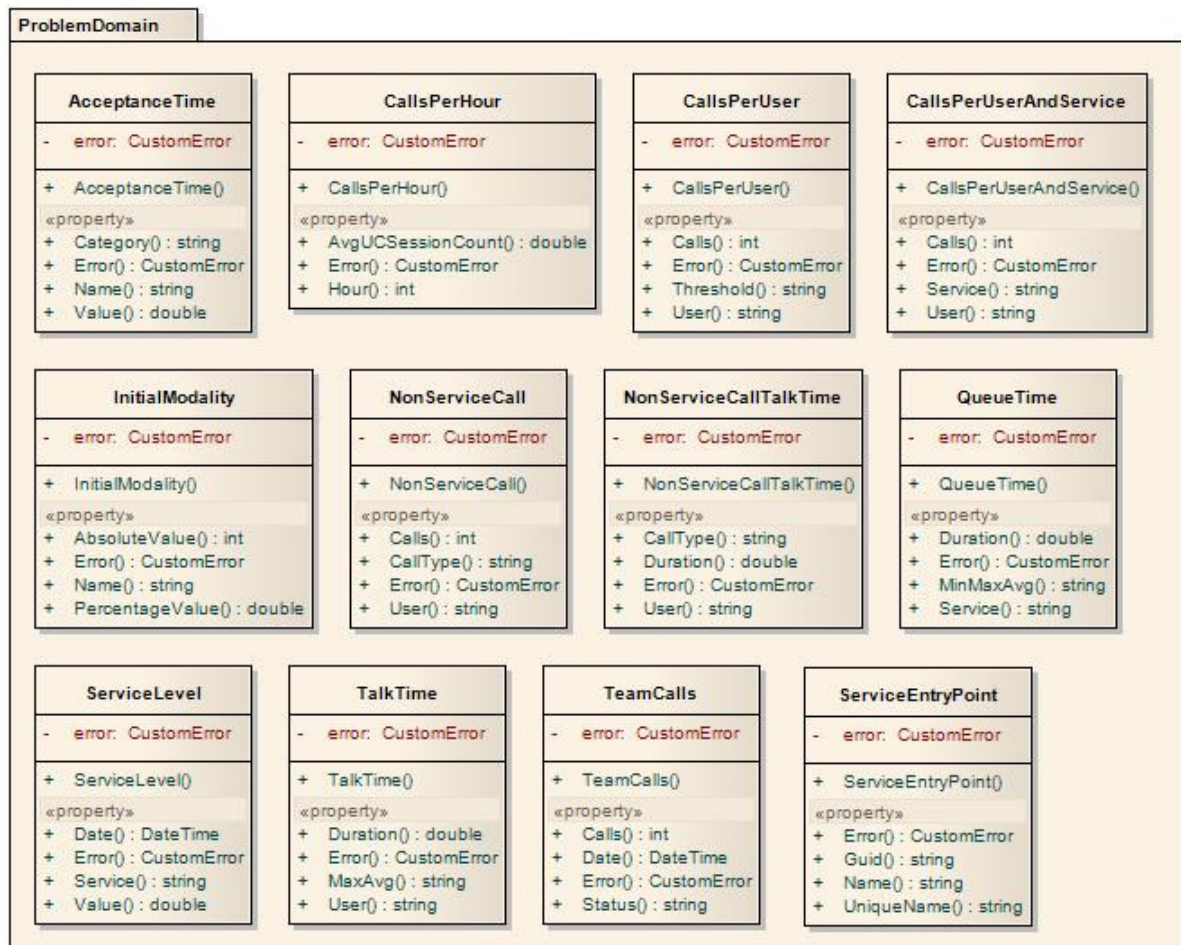 ProblemDomain
AcceptanceTime
- error: CustomError
+ AcceptanceTime()
«property»
+ Category() : string
+ Error() : CustomError
+ Name() : string
+ Value() : double
CallsPerHour
- error: CustomError
+ CallsPerHour()
«property»
+ AvgUCSessionCount() : double
+ Error() : CustomError
+ Hour() : int
CallsPerUser
- error: CustomError
+ CallsPerUser()
«property»
+ Calls() : int
+ Error() : CustomError
+ Threshold() : string
+ User() : string
CallsPerUserAndService
- error: CustomError
+ CallsPerUserAndService()
«property»
+ Calls() : int
+ Error() : CustomError
+ Service() : string
+ User() : string
InitialModality
- error: CustomError
+ InitialModality()
«property»
+ AbsoluteValue() : int
+ Error() : CustomError
+ Name() : string
+ PercentageValue() : double
NonServiceCall
- error: CustomError
+ NonServiceCall()
«property»
+ Calls() : int
+ CallType() : string
+ Error() : CustomError
+ User() : string
NonServiceCallTalkTime
- error: CustomError
+ NonServiceCallTalkTime()
«property»
+ CallType() : string
+ Duration() : double
+ Error() : CustomError
+ User() : string
QueueTime
- error: CustomError
+ QueueTime()
«property»
+ Duration() : double
+ Error() : CustomError
+ MinMaxAvg() : string
+ Service() : string
ServiceLevel
- error: CustomError
+ ServiceLevel()
«property»
+ Date() : DateTime
+ Error() : CustomError
+ Service() : string
+ Value() : double
TalkTime
- error: CustomError
+ TalkTime()
«property»
+ Duration() : double
+ Error() : CustomError
+ MaxAvg() : string
+ User() : string
TeamCalls
- error: CustomError
+ TeamCalls()
«property»
+ Calls() : int
+ Date() : DateTime
+ Error() : CustomError
+ Status() : string
ServiceEntryPoint
- error: CustomError
+ ServiceEntryPoint()
«property»
+ Error() : CustomError
+ Guid() : string
+ Name() : string
+ UniqueName() : string